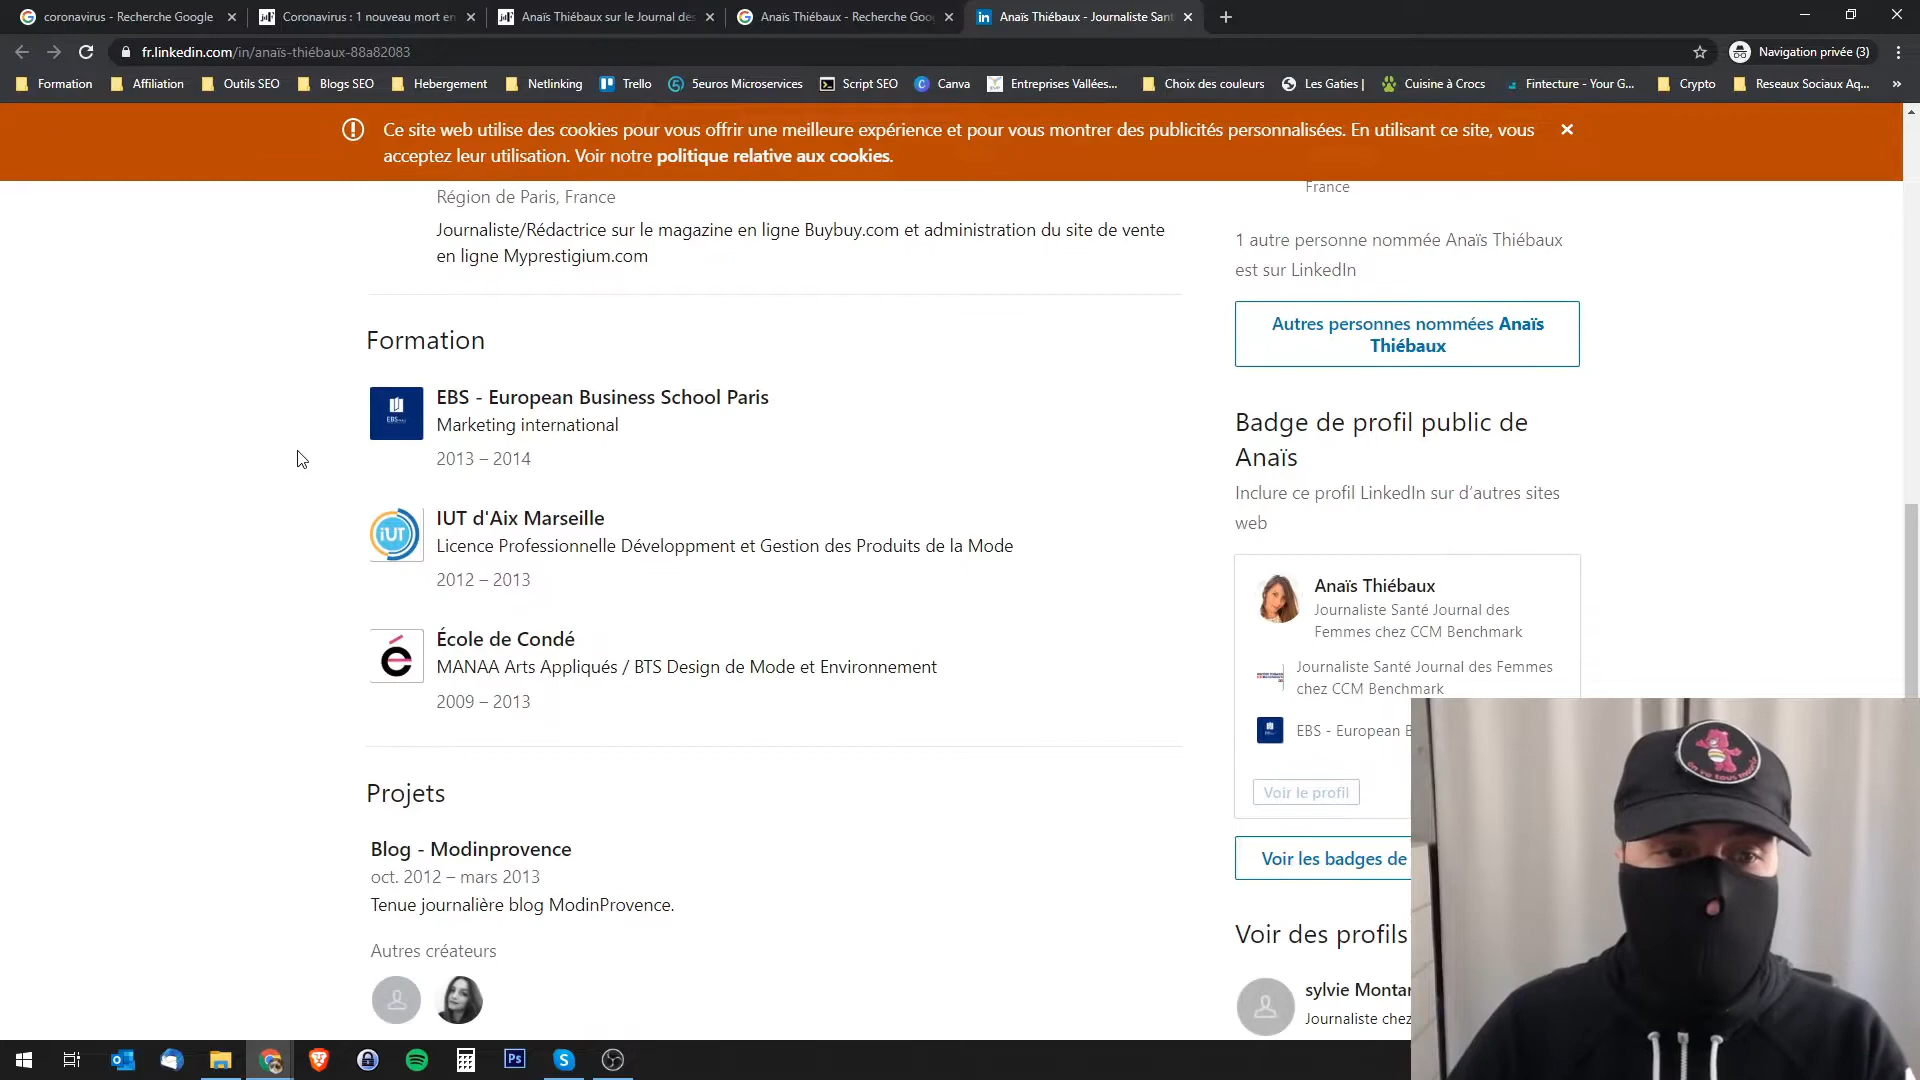 coronavirus - Recherche Google
Coronavirus : 1 nouveau mort en
Anaïs Thiébaux sur le Journal des
Anaïs Thiébaux - Recherche Goo
Anaïs Thiébaux - Journaliste San
fr.linkedin.com/in/anaïs-thiébaux-88a82083
Navigation privée (3)
Formation
Affiliation
Outils SEO
Blogs SEO
Hebergement
Netlinking
Trello
5euros Microservices
Script SEO
Canva
Entreprises Vallées...
Choix des couleurs
Les Gaties |
Cuisine à Crocs
Fintecture - Your G...
Crypto
Reseaux Sociaux Aq...
»
Ce site web utilise des cookies pour vous offrir une meilleure expérience et pour vous montrer des publicités personnalisées. En utilisant ce site, vous
acceptez leur utilisation. Voir notre politique relative aux cookies.
Région de Paris, France
Journaliste/Rédactrice sur le magazine en ligne Buybuy.com et administration du site de vente
en ligne Myprestigium.com
Formation
EBS - European Business School Paris
Marketing international
2013 – 2014
IUT d'Aix Marseille
Licence Professionnelle Développment et Gestion des Produits de la Mode
2012 – 2013
École de Condé
MANAA Arts Appliqués / BTS Design de Mode et Environnement
2009 – 2013
Projets
Blog - Modinprovence
oct. 2012 – mars 2013
Tenue journalière blog ModinProvence.
Autres créateurs
France
1 autre personne nommée Anaïs Thiébaux
est sur LinkedIn
Autres personnes nommées Anaïs
Thiébaux
Badge de profil public de
Anaïs
Inclure ce profil LinkedIn sur d’autres sites
web
Anaïs Thiébaux
Journaliste Santé Journal des
Femmes chez CCM Benchmark
Journaliste Santé Journal des Femmes
chez CCM Benchmark
EBS - European B
Voir le profil
Voir les badges de
Voir des profils
sylvie Montar
Journaliste chez
on va tous mourir